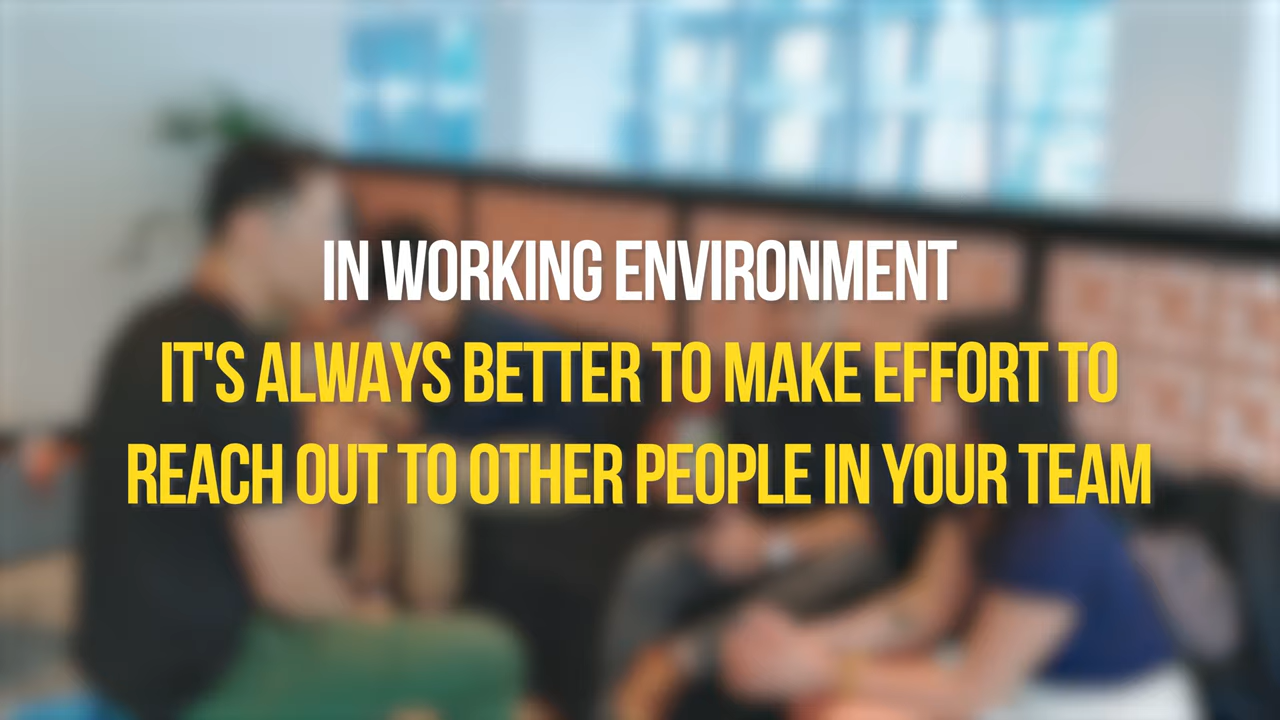 IN WORKING ENVIRONMENT
IT'S ALWAYS BETTER TO MAKE EFFORT TO
REACH OUT TO OTHER PEOPLE IN YOUR TEAM